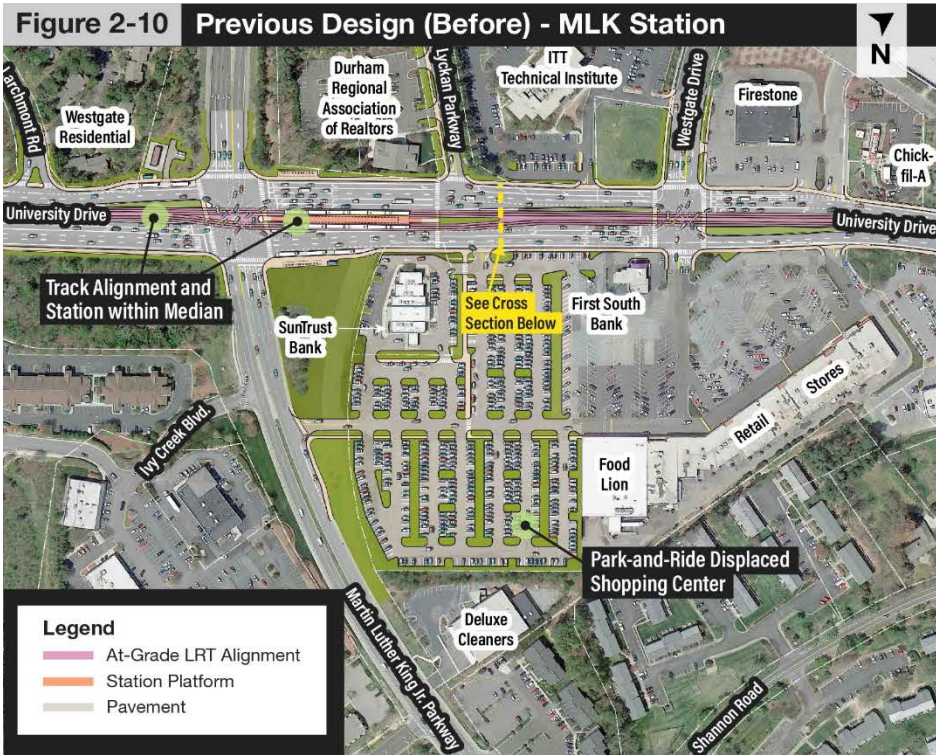 Figure 2-10 Previous Design (Before) - MLK Station
N
Larchmont Rd
Westgate
Residential
Durham
Regional
Association
of Realtors
Lyckan Parkway
ITT
Technical Institute
Westgate Drive
Firestone
Chick-
fil-A
University Drive
University Drive
Track Alignment and
Station within Median
SunTrust
Bank
See Cross
Section Below
First South
Bank
Ivy Creek Blvd.
Food
Lion
Retail
Stores
Park-and-Ride Displaced
Shopping Center
Martin Luther King Jr. Parkway
Deluxe
Cleaners
Shannon Road
Legend
At-Grade LRT Alignment
Station Platform
Pavement